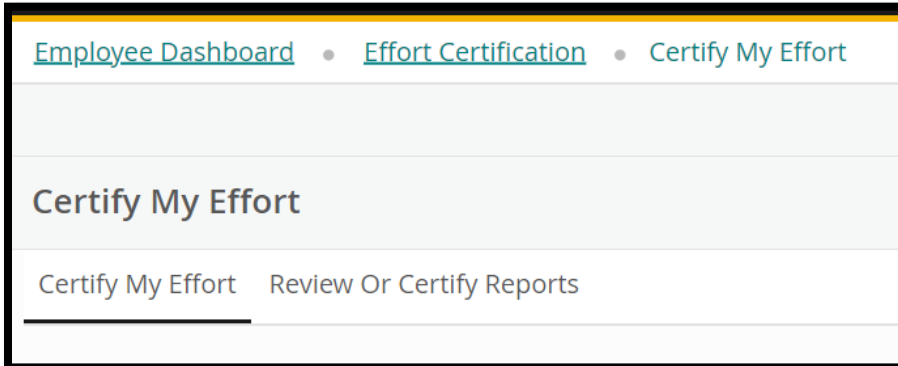 Employee Dashboard • Effort Certification • Certify My Effort
Certify My Effort
Certify My Effort Review Or Certify Reports